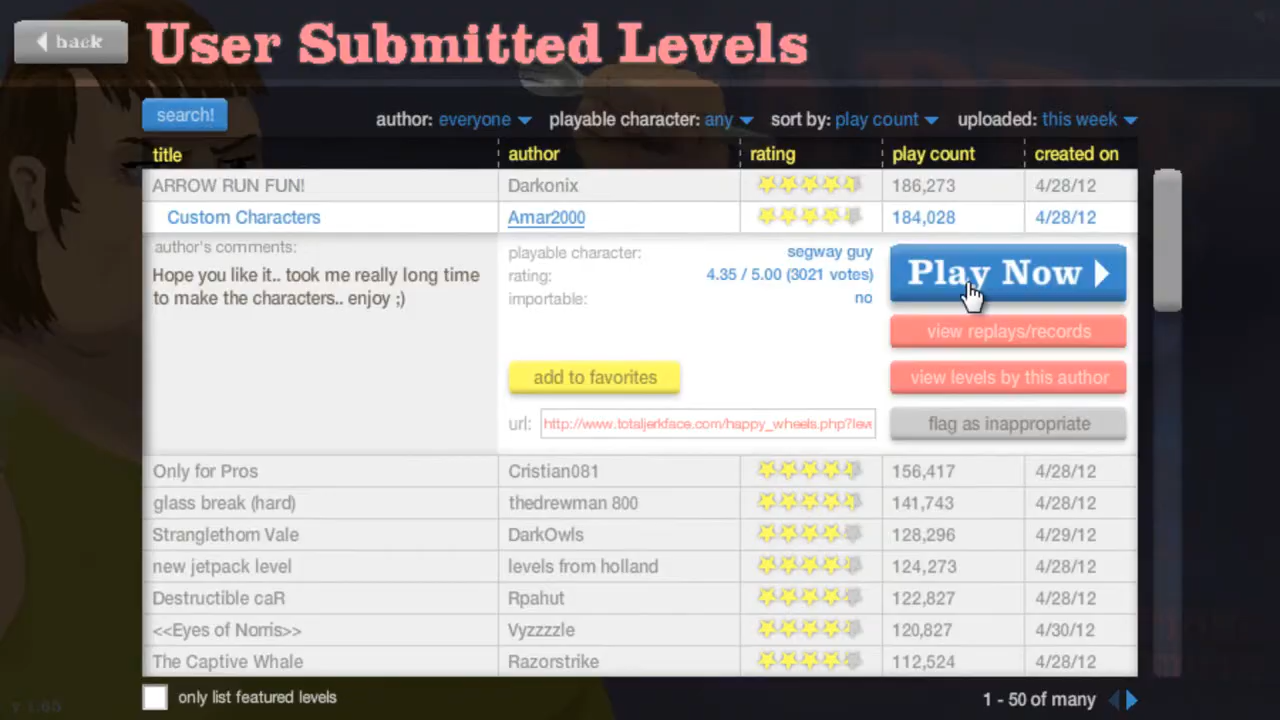 back
User Submitted Levels
search!
author: everyone playable character: any sort by: play count uploaded: this week
title author rating play count created on
ARROW RUN FUN! Darkonix 186,273 4/28/12
Custom Characters Amar2000 184,028 4/28/12
author's comments:
Hope you like it.. took me really long time
to make the characters.. enjoy ;)
playable character: segway guy
rating: 4.35 / 5.00 (3021 votes)
importable: no
add to favorites
url: http://www.totaljerkface.com/happy_wheels.php?lev
Play Now
view replays/records
view levels by this author
flag as inappropriate
Only for Pros Cristian081 156,417 4/28/12
glass break (hard) thedrewman 800 141,743 4/28/12
Stranglethom Vale DarkOwls 128,296 4/29/12
new jetpack level levels from holland 124,273 4/28/12
Destructible caR Rpahut 122,827 4/28/12
<<Eyes of Norris>> Vyzzzzle 120,827 4/30/12
The Captive Whale Razorstrike 112,524 4/28/12
only list featured levels
1 - 50 of many
v 1.65